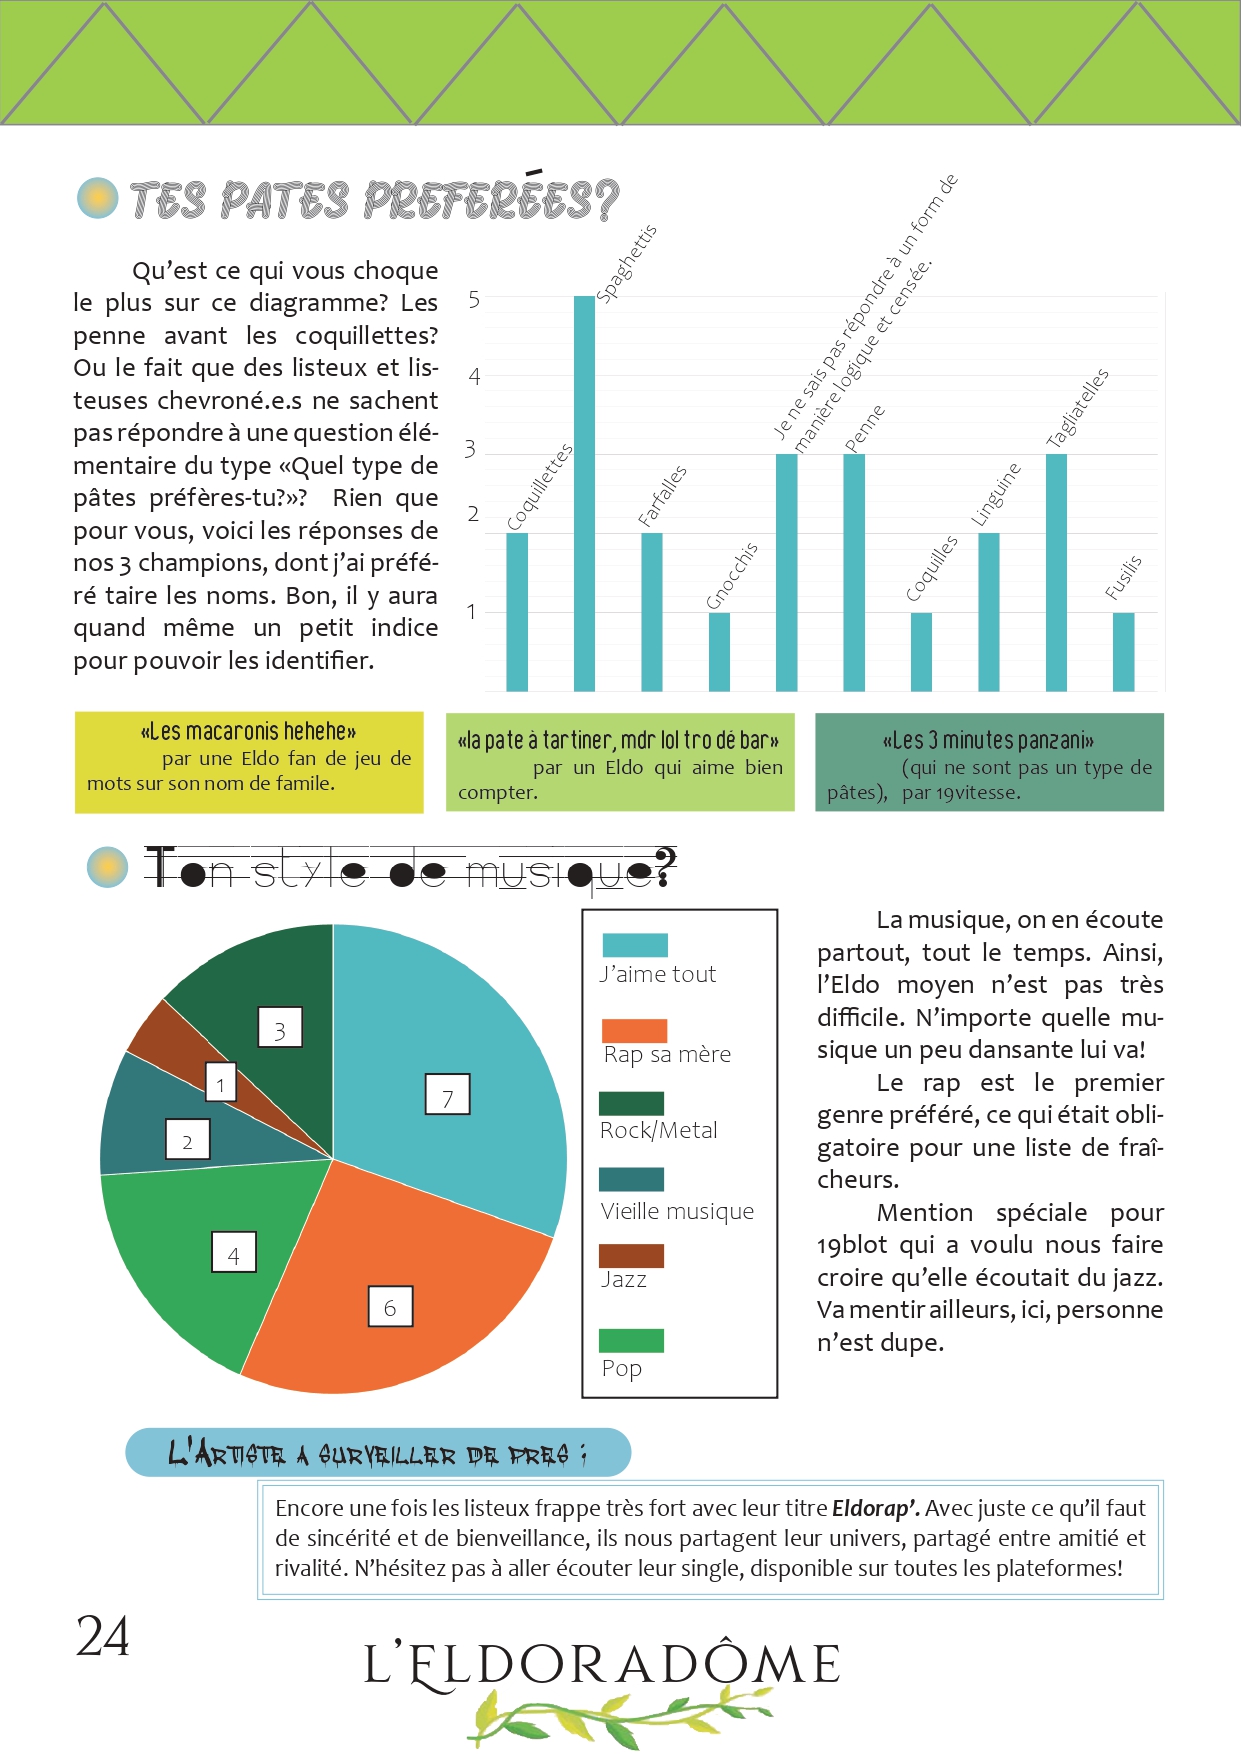 TES PATES PREFERÉES?
Qu'est ce qui vous choque
le plus sur ce diagramme? Les
penne avant les coquillettes?
Ou le fait que des listeux et lis-
teuses chevroné.e.s ne sachent
pas répondre à une question élé-
mentaire du type «Quel type de
pâtes préfères-tu?»? Rien que
pour vous, voici les réponses de
nos 3 champions, dont j'ai préfé-
ré taire les noms. Bon, il y aura
quand même un petit indice
pour pouvoir les identifier.
5
4
3
2
1
Coquillettes
Spaghettis
Farfalles
Gnocchis
Je ne sais pas répondre à un form de
manière logique et censée.
Penne
Coquilles
Linguine
Tagliatelles
Fusilis
«Les macaronis hehehe»
par une Eldo fan de jeu de
mots sur son nom de famile.
«la pate à tartiner, mdr lol tro dé bar»
par un Eldo qui aime bien
compter.
«Les 3 minutes panzani»
(qui ne sont pas un type de
pâtes), par 19vitesse.
Ton style de musique?
3
1
2
4
7
6
J'aime tout
Rap sa mère
Rock/Metal
Vieille musique
Jazz
Pop
La musique, on en écoute
partout, tout le temps. Ainsi,
l'Eldo moyen n'est pas très
difficile. N'importe quelle mu-
sique un peu dansante lui va!
Le rap est le premier
genre préféré, ce qui était obli-
gatoire pour une liste de fraî-
cheurs.
Mention spéciale pour
19blot qui a voulu nous faire
croire qu'elle écoutait du jazz.
Va mentir ailleurs, ici, personne
n'est dupe.
L'Artiste a surveiller de pres :
Encore une fois les listeux frappe très fort avec leur titre Eldorap'. Avec juste ce qu'il faut
de sincérité et de bienveillance, ils nous partagent leur univers, partagé entre amitié et
rivalité. N'hésitez pas à aller écouter leur single, disponible sur toutes les plateformes!
24
L'ELDORADÔME